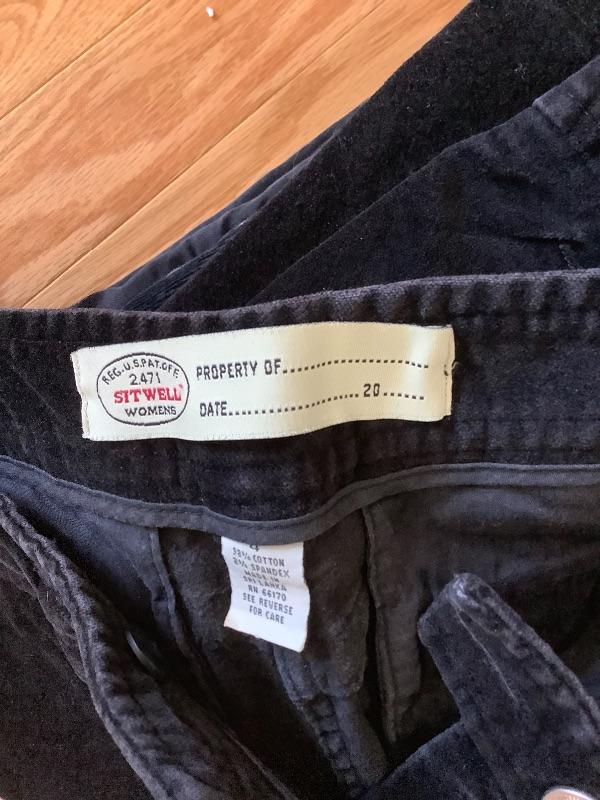 REG. U.S.PAT.OFF.
2471
SITWELL®
WOMENS
PROPERTY OF
DATE 20
98% COTTON
2% SPANDEX
MADE IN
SRI LANKA
RN 66170
SEE REVERSE
FOR CARE